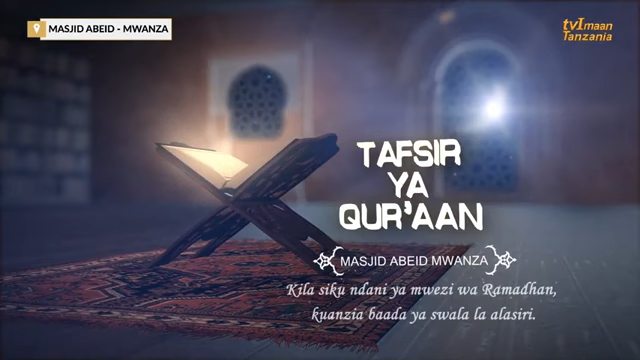 MASJID ABEID - MWANZA
tv1maan
Tanzania
TAFSIR
YA
QUR'AAN
MASJID ABEID MWANZA
Kila siku ndani ya mwezi wa Ramadhan,
kuanzia baada ya swala la alasiri.